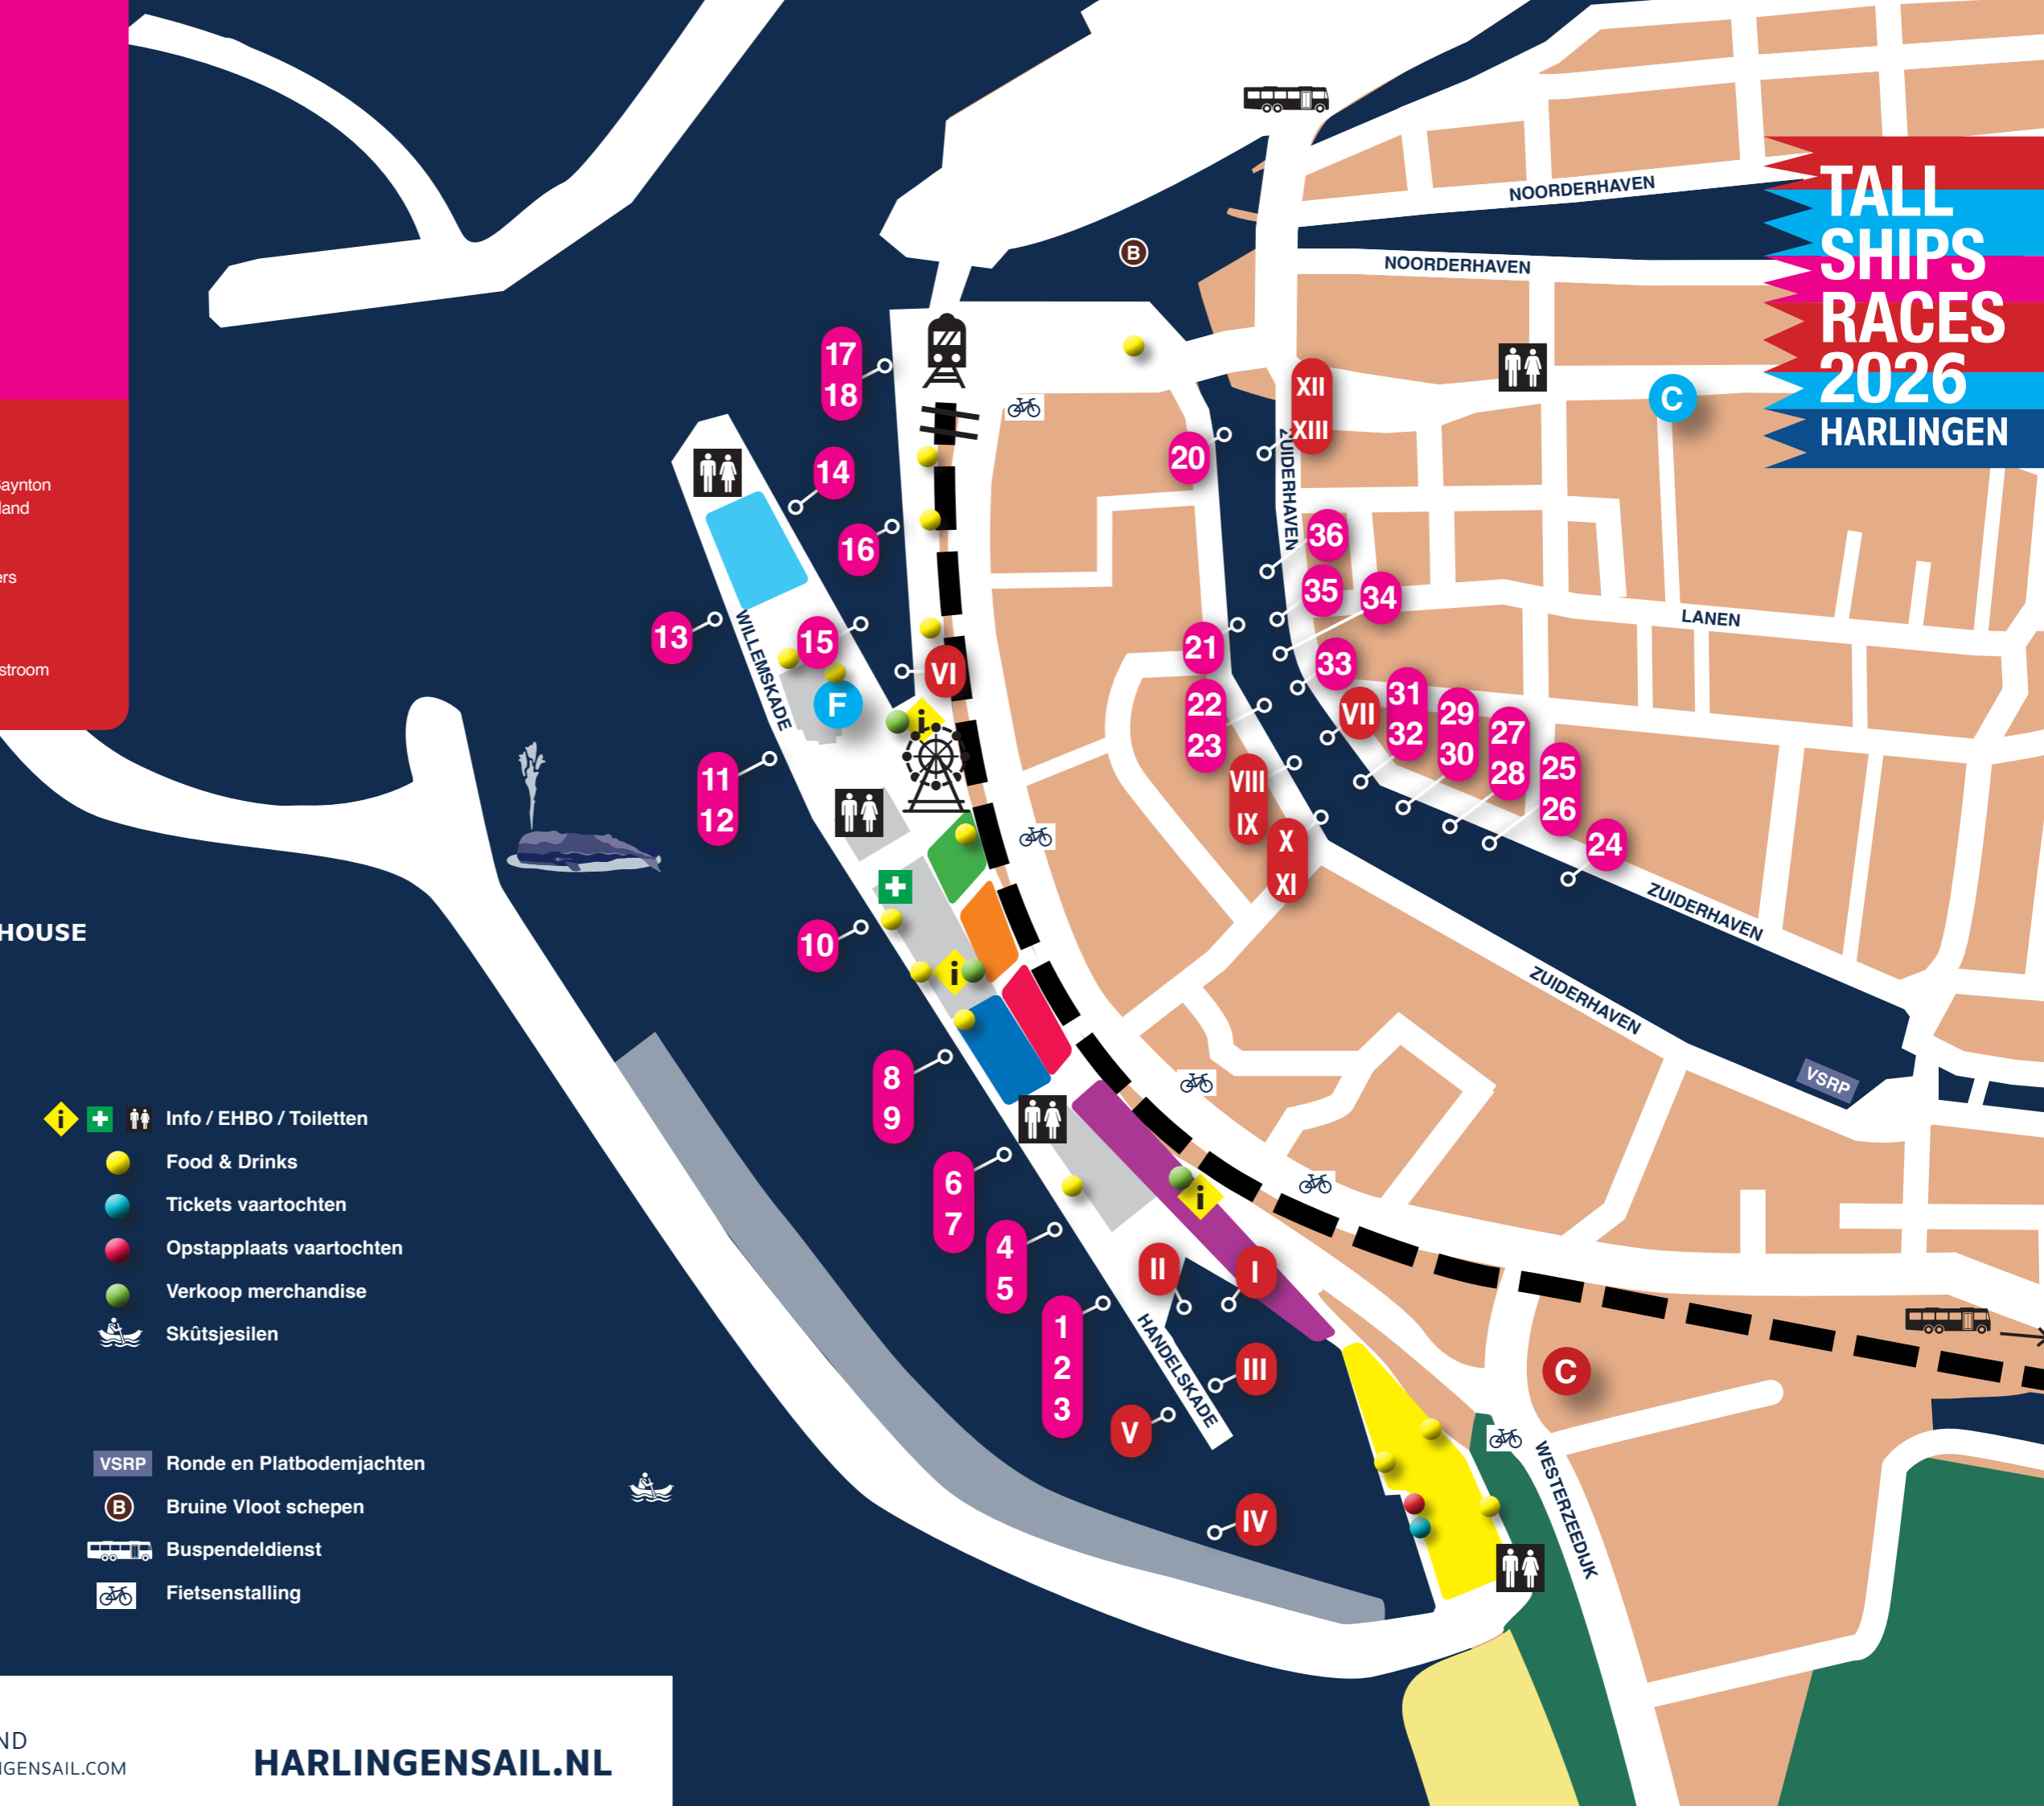 TALL
SHIPS
RACES
2026
HARLINGEN
NOORDERHAVEN
NOORDERHAVEN
B
C
17
18
14
16
20
XII
XIII
ZUIDERHAVEN
36
35
34
LANEN
13
15
WILLEMSKADE
F
VI
i
21
22
23
33
VII
31
32
29
30
27
28
25
26
24
VIII
IX
X
XI
11
12
10
i
ZUIDERHAVEN
ZUIDERHAVEN
VSRP
8
9
6
7
4
5
i
II
I
1
2
3
HANDELSKADE
III
V
IV
C
WESTERZEEDIJK
aynton
land
ers
stroom
HOUSE
i Info / EHBO / Toiletten
Food & Drinks
Tickets vaartochten
Opstapplaats vaartochten
Verkoop merchandise
Skûtsjesilen
VSRP Ronde en Platbodemjachten
B Bruine Vloot schepen
Buspendeldienst
Fietsenstalling
ND
NGENSAIL.COM
HARLINGENSAIL.NL